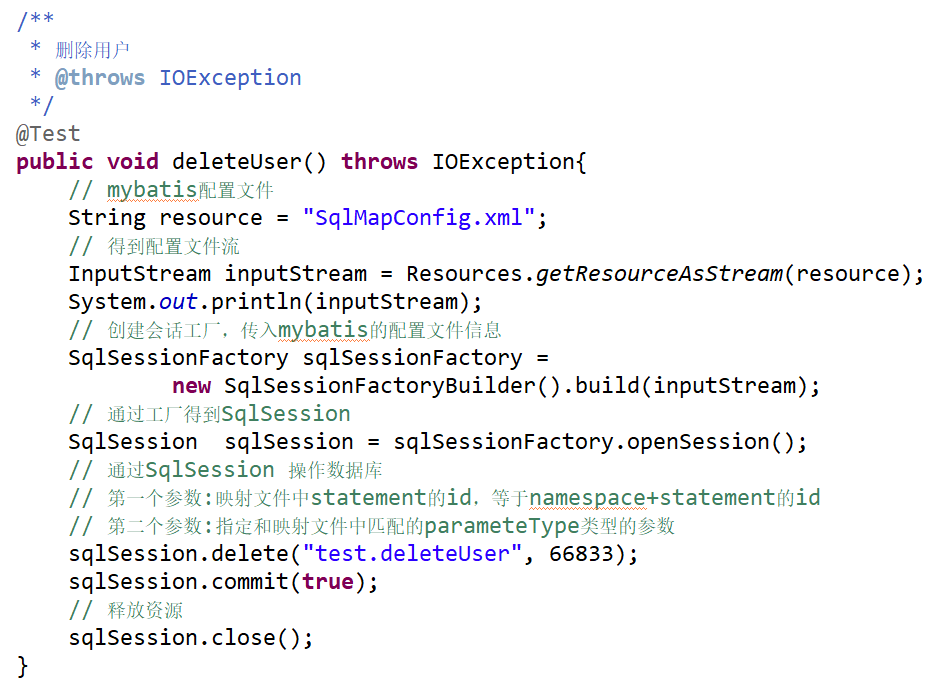 /**
 * 删除用户
 * @throws IOException
 */
@Test
public void deleteUser() throws IOException{
    // mybatis配置文件
    String resource = "SqlMapConfig.xml";
    // 得到配置文件流
    InputStream inputStream = Resources.getResourceAsStream(resource);
    System.out.println(inputStream);
    // 创建会话工厂，传入mybatis的配置文件信息
    SqlSessionFactory sqlSessionFactory =
            new SqlSessionFactoryBuilder().build(inputStream);
    // 通过工厂得到SqlSession
    SqlSession  sqlSession = sqlSessionFactory.openSession();
    // 通过SqlSession 操作数据库
    // 第一个参数:映射文件中statement的id，等于namespace+statement的id
    // 第二个参数:指定和映射文件中匹配的parameteType类型的参数
    sqlSession.delete("test.deleteUser", 66833);
    sqlSession.commit(true);
    // 释放资源
    sqlSession.close();
}